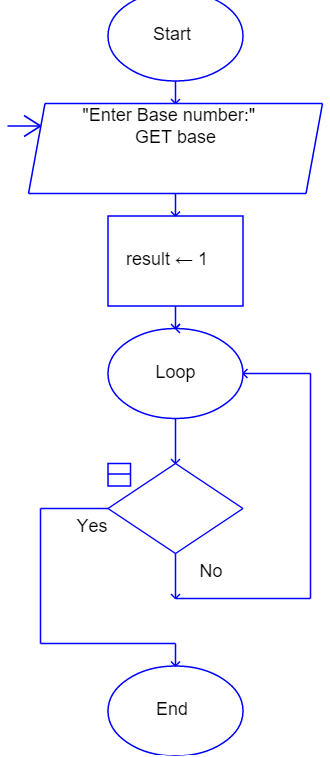 Start
"Enter Base number:"
GET base
result ← 1
Loop
Yes
No
End